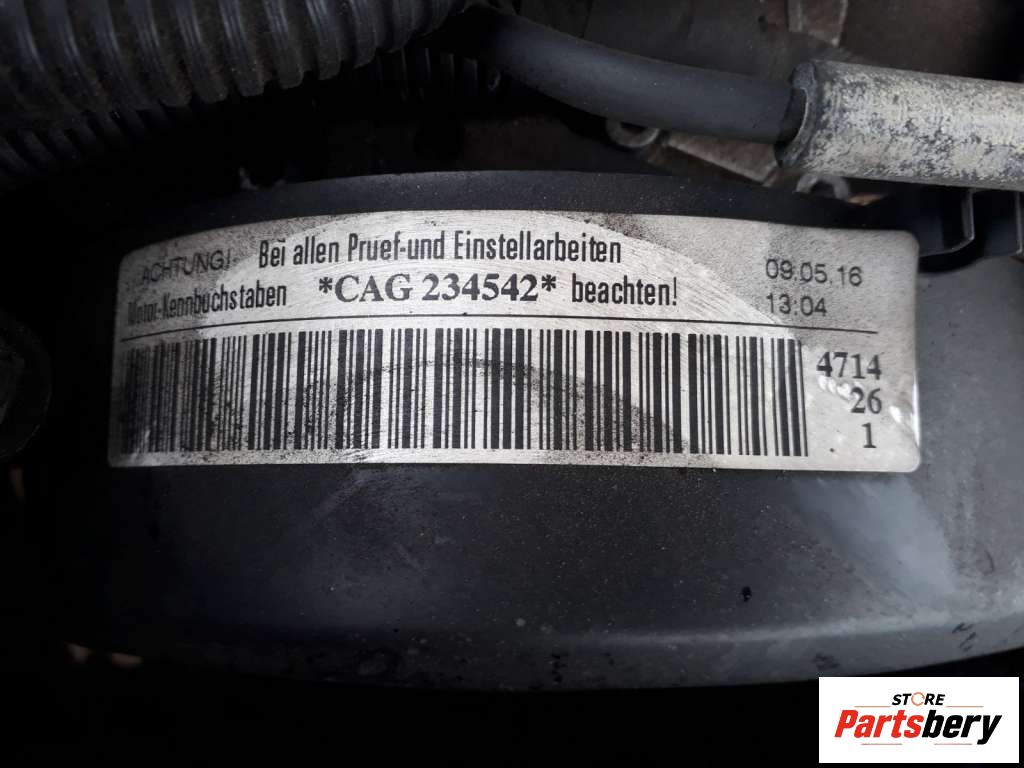 ACHTUNG! Bei allen Pruef-und Einstellarbeiten
Motor-Kennbuchstaben *CAG 234542* beachten!
09.05.16
13:04
4714
26
1
STORE
Partsbery